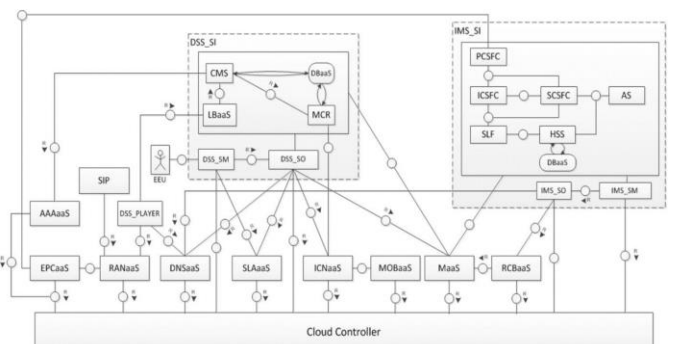 IMS_SI
DSS_SI
PCSFC
CMS
DBaaS
ICSFC
SCSFC
AS
LBaaS
MCR
SLF
HSS
DBaaS
EEU
DSS_SM
DSS_SO
SIP
IMS_SO
IMS_SM
AAAaaS
DSS_PLAYER
EPCaaS
RANaaS
DNSaaS
SLAaaS
ICNaaS
MOBaaS
MaaS
RCBaaS
Cloud Controller